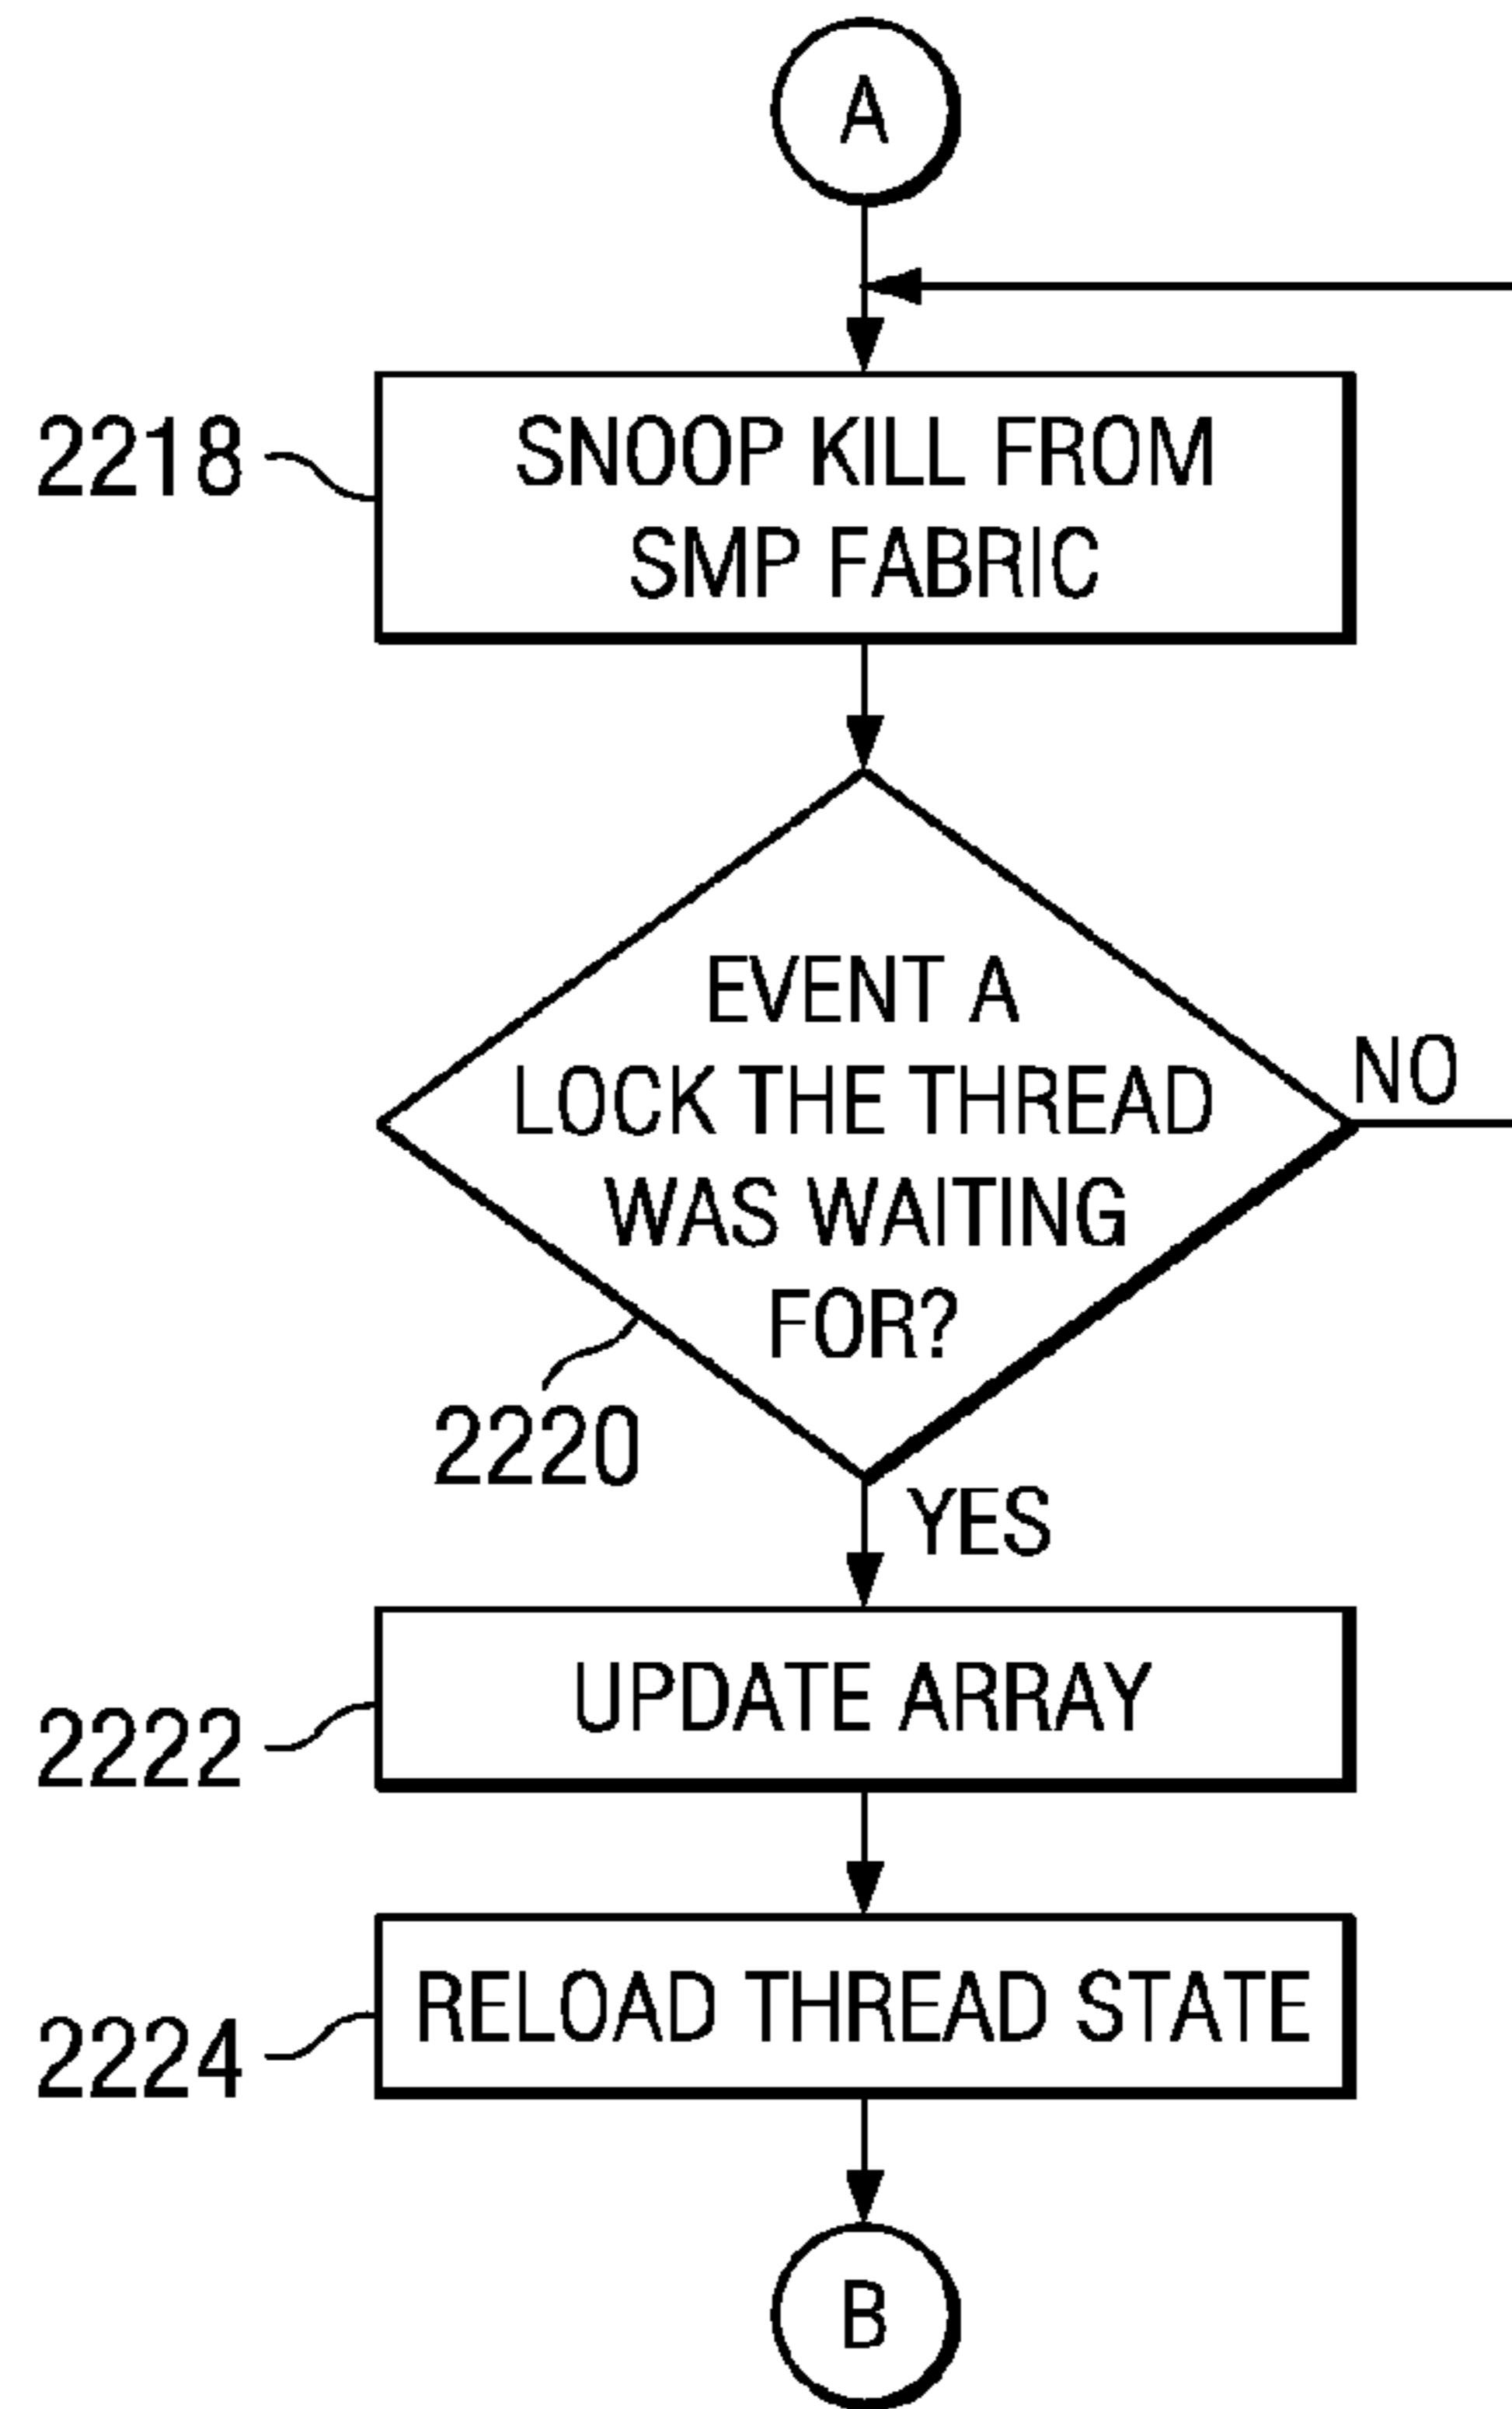 A
2218
SNOOP KILL FROM
SMP FABRIC
EVENT A
LOCK THE THREAD
WAS WAITING
FOR?
NO
2220
YES
2222
UPDATE ARRAY
2224
RELOAD THREAD STATE
B